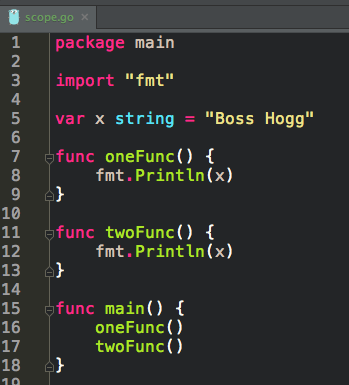 scope.go ×
1 package main
2
3 import "fmt"
4
5 var x string = "Boss Hogg"
6
7 func oneFunc() {
8     fmt.Println(x)
9 }
10
11 func twoFunc() {
12     fmt.Println(x)
13 }
14
15 func main() {
16     oneFunc()
17     twoFunc()
18 }
19